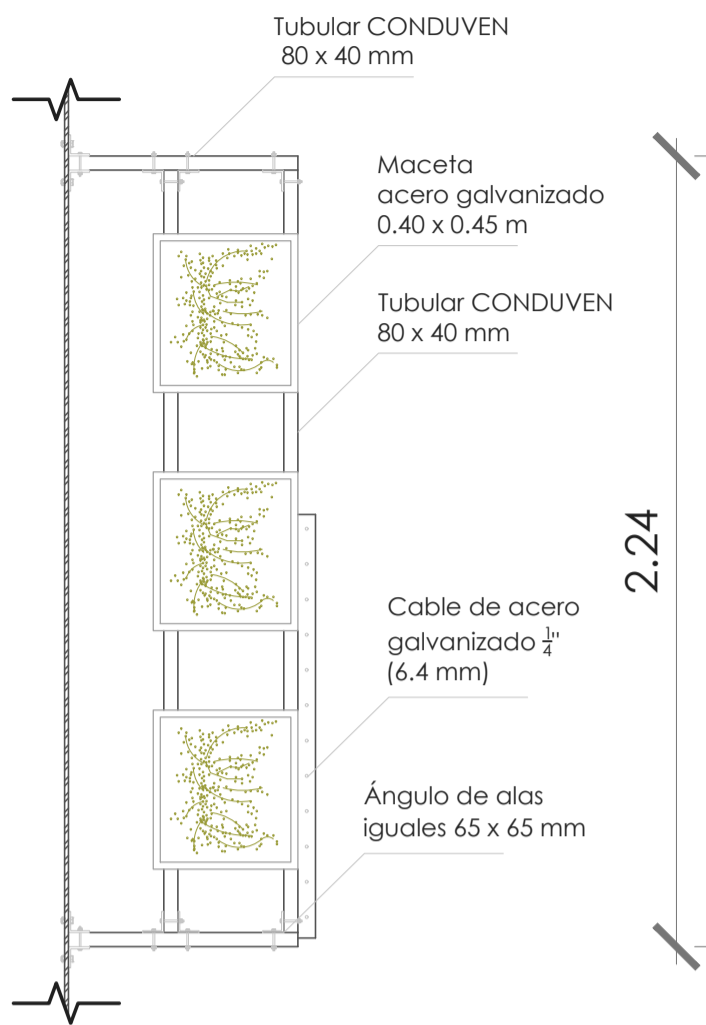 Tubular CONDUVEN
80 x 40 mm
Maceta
acero galvanizado
0.40 x 0.45 m
Tubular CONDUVEN
80 x 40 mm
2.24
Cable de acero
galvanizado ¼"
(6.4 mm)
Ángulo de alas
iguales 65 x 65 mm